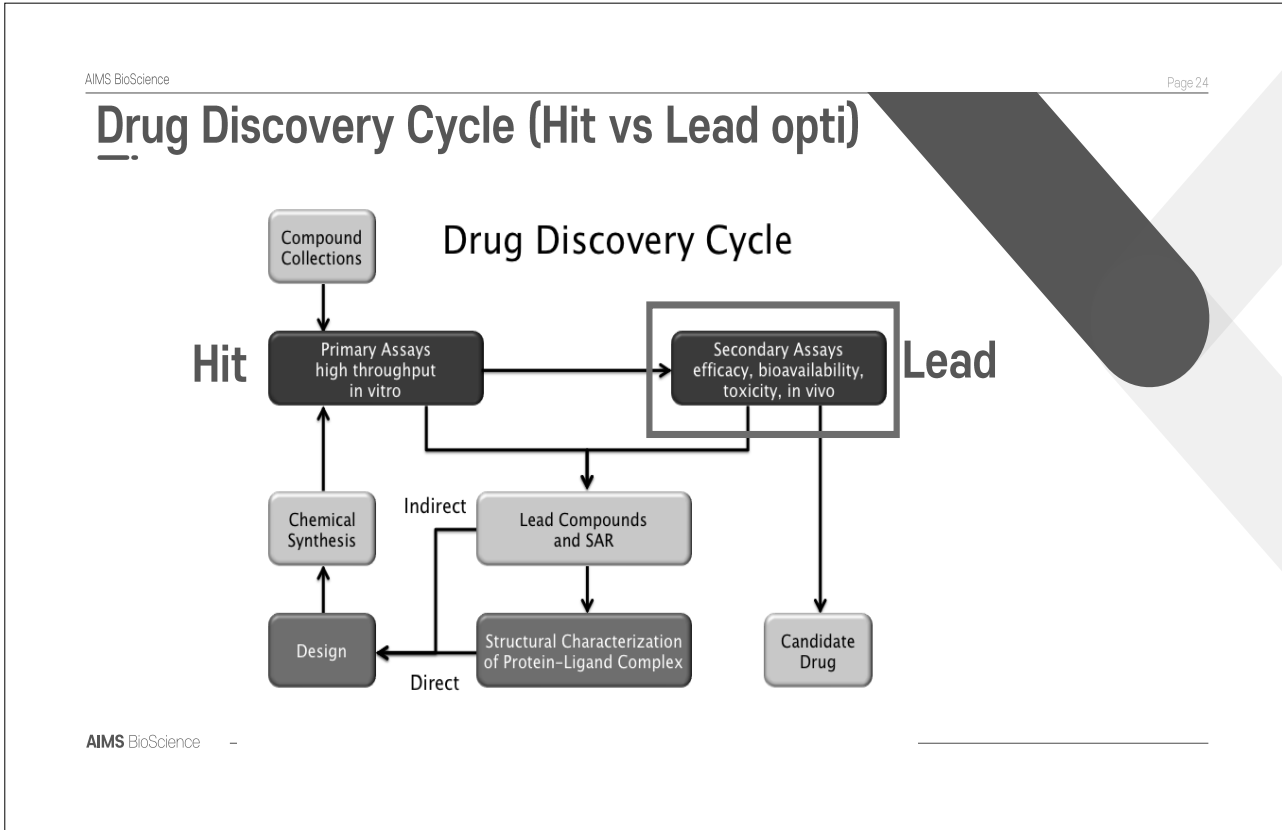 AIMS BioScience
Page 24
Drug Discovery Cycle (Hit vs Lead opti)
Compound
Collections
Drug Discovery Cycle
Hit
Primary Assays
high throughput
in vitro
Secondary Assays
efficacy, bioavailability,
toxicity, in vivo
Lead
Chemical
Synthesis
Indirect
Lead Compounds
and SAR
Design
Direct
Structural Characterization
of Protein-Ligand Complex
Candidate
Drug
AIMS BioScience –